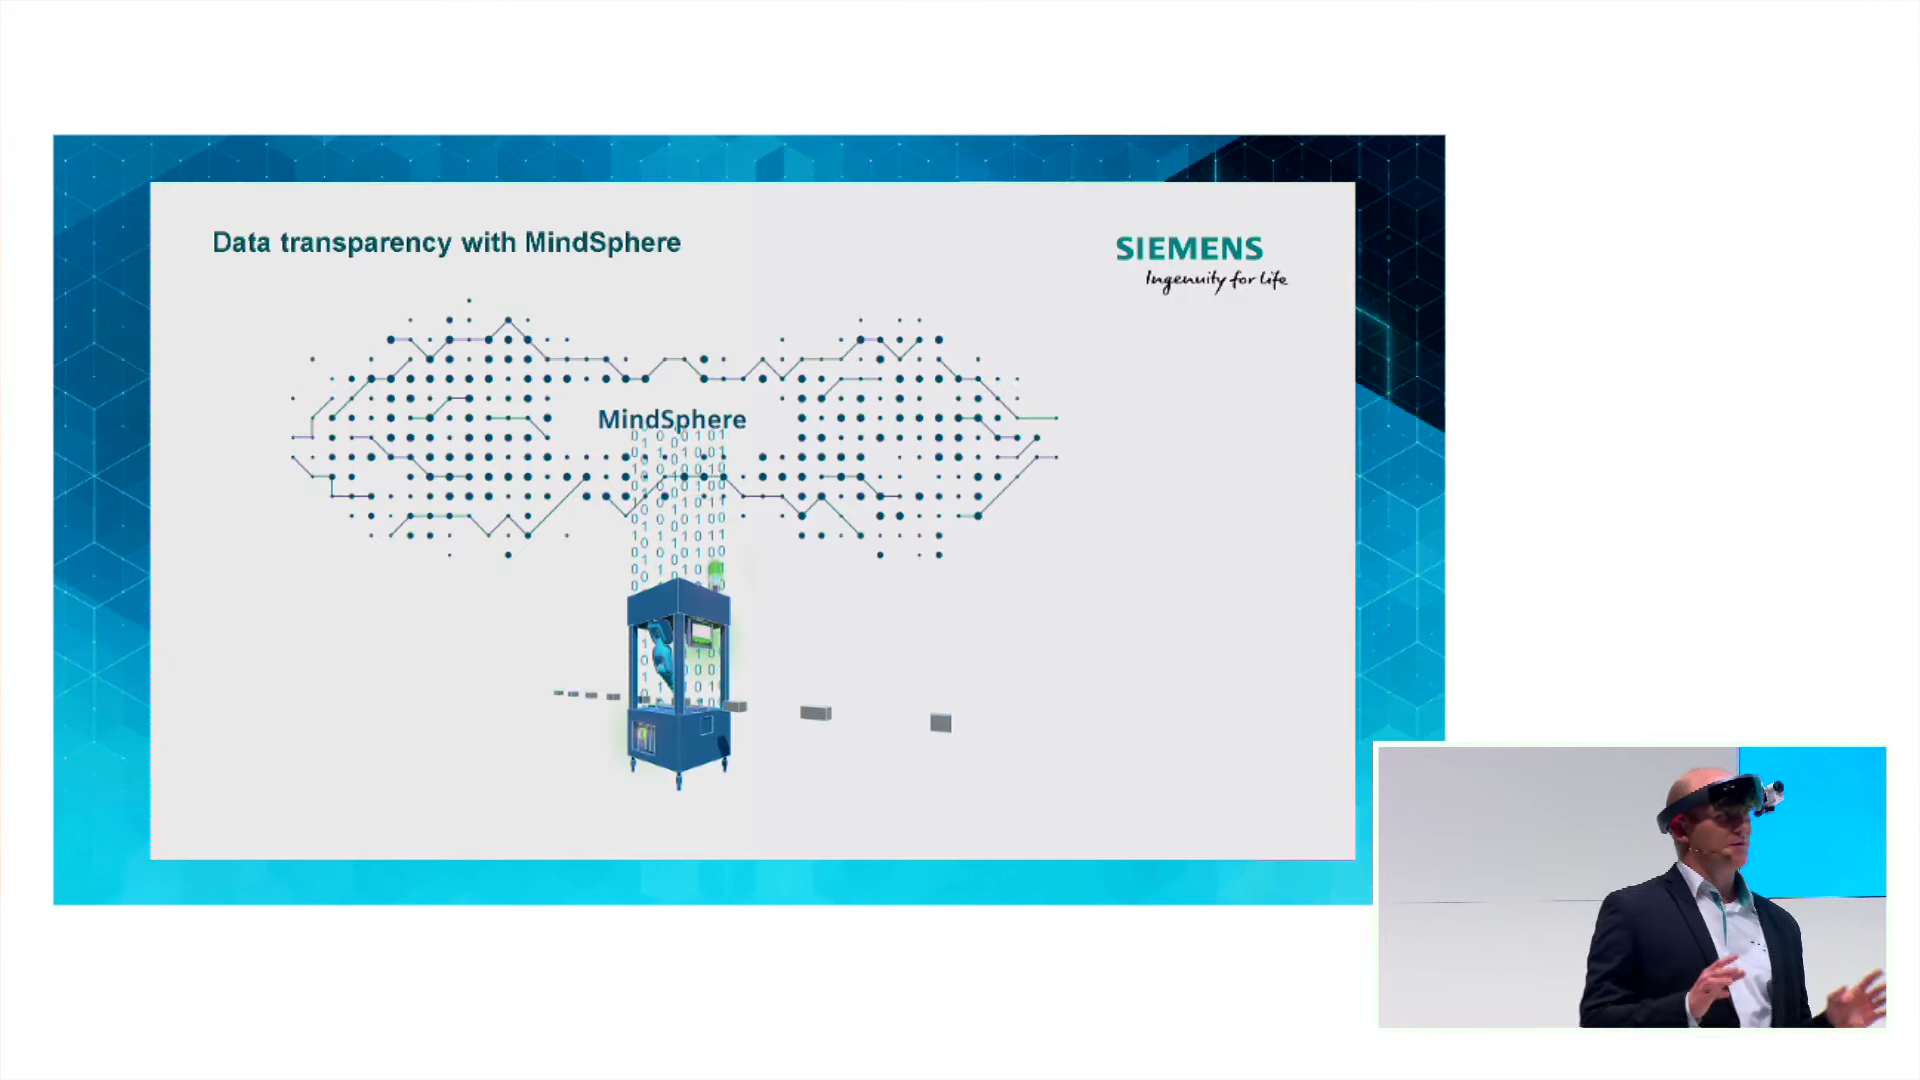 Data transparency with MindSphere
SIEMENS
Ingenuity for life
MindSphere